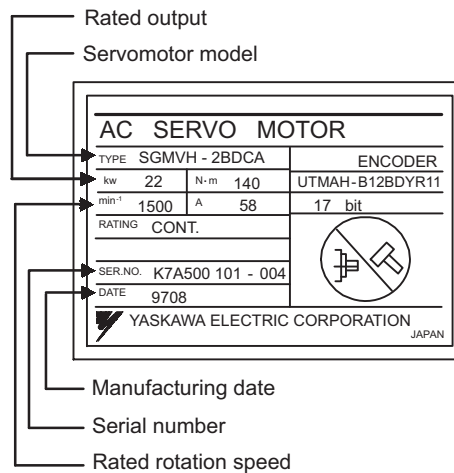 Rated output
Servomotor model
AC SERVO MOTOR
TYPE SGMVH - 2BDCA
ENCODER
kw 22 N·m 140
UTMAH-B12BDYR11
min-1 1500 A 58
17 bit
RATING CONT.
SER.NO. K7A500 101 - 004
DATE 9708
YASKAWA ELECTRIC CORPORATION
JAPAN
Manufacturing date
Serial number
Rated rotation speed